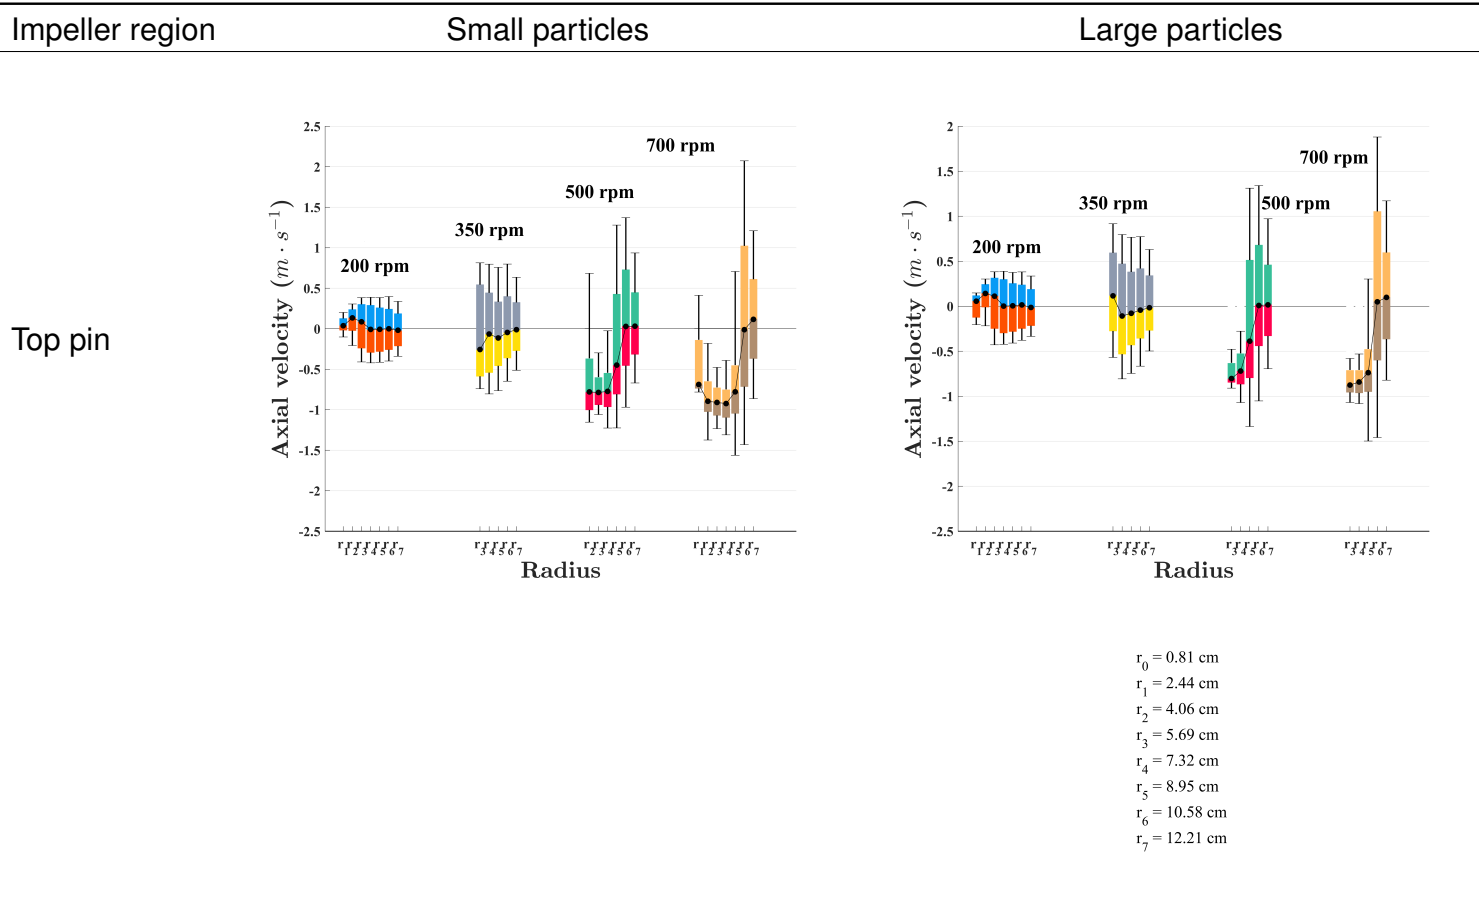 Impeller region Small particles Large particles
Top pin
2.5
2
1.5
1
0.5
0
-0.5
-1
-1.5
-2
-2.5
Axial velocity (m · s⁻¹)
200 rpm
350 rpm
500 rpm
700 rpm
r1 r2 r3 r4 r5 r6 r7
r3 r4 r5 r6 r7
r2 r3 r4 r5 r6 r7
r1 r2 r3 r4 r5 r6 r7
Radius
2
1.5
1
0.5
0
-0.5
-1
-1.5
-2
-2.5
Axial velocity (m · s⁻¹)
200 rpm
350 rpm
500 rpm
700 rpm
r1 r2 r3 r4 r5 r6 r7
r3 r4 r5 r6 r7
r3 r4 r5 r6 r7
r3 r4 r5 r6 r7
Radius
r0 = 0.81 cm
r1 = 2.44 cm
r2 = 4.06 cm
r3 = 5.69 cm
r4 = 7.32 cm
r5 = 8.95 cm
r6 = 10.58 cm
r7 = 12.21 cm